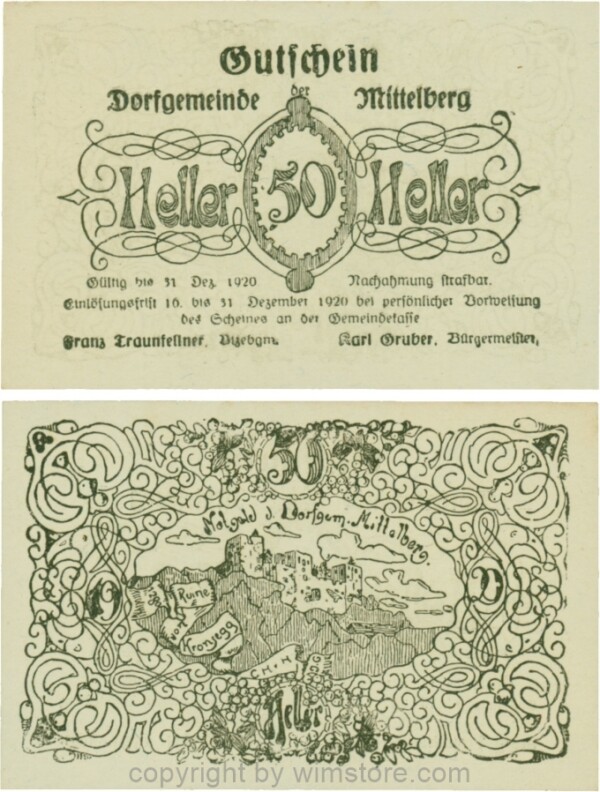 Gutschein
der
Dorfgemeinde Mittelberg
Heller 50 Heller
Gültig bis 31 Dez. 1920 Nachahmung strafbar.
Einlösungsfrist 16. bis 31 Dezember 1920 bei persönlicher Vorweisung
des Scheines an der Gemeindekasse
Franz Traunfellner, Vizebgm. Karl Gruber, Bürgermeister,
50
Notgeld d. Dorfgem. Mittelberg.
19 20
Ruine
Kronsegg
Heller
copyright by wimstore.com